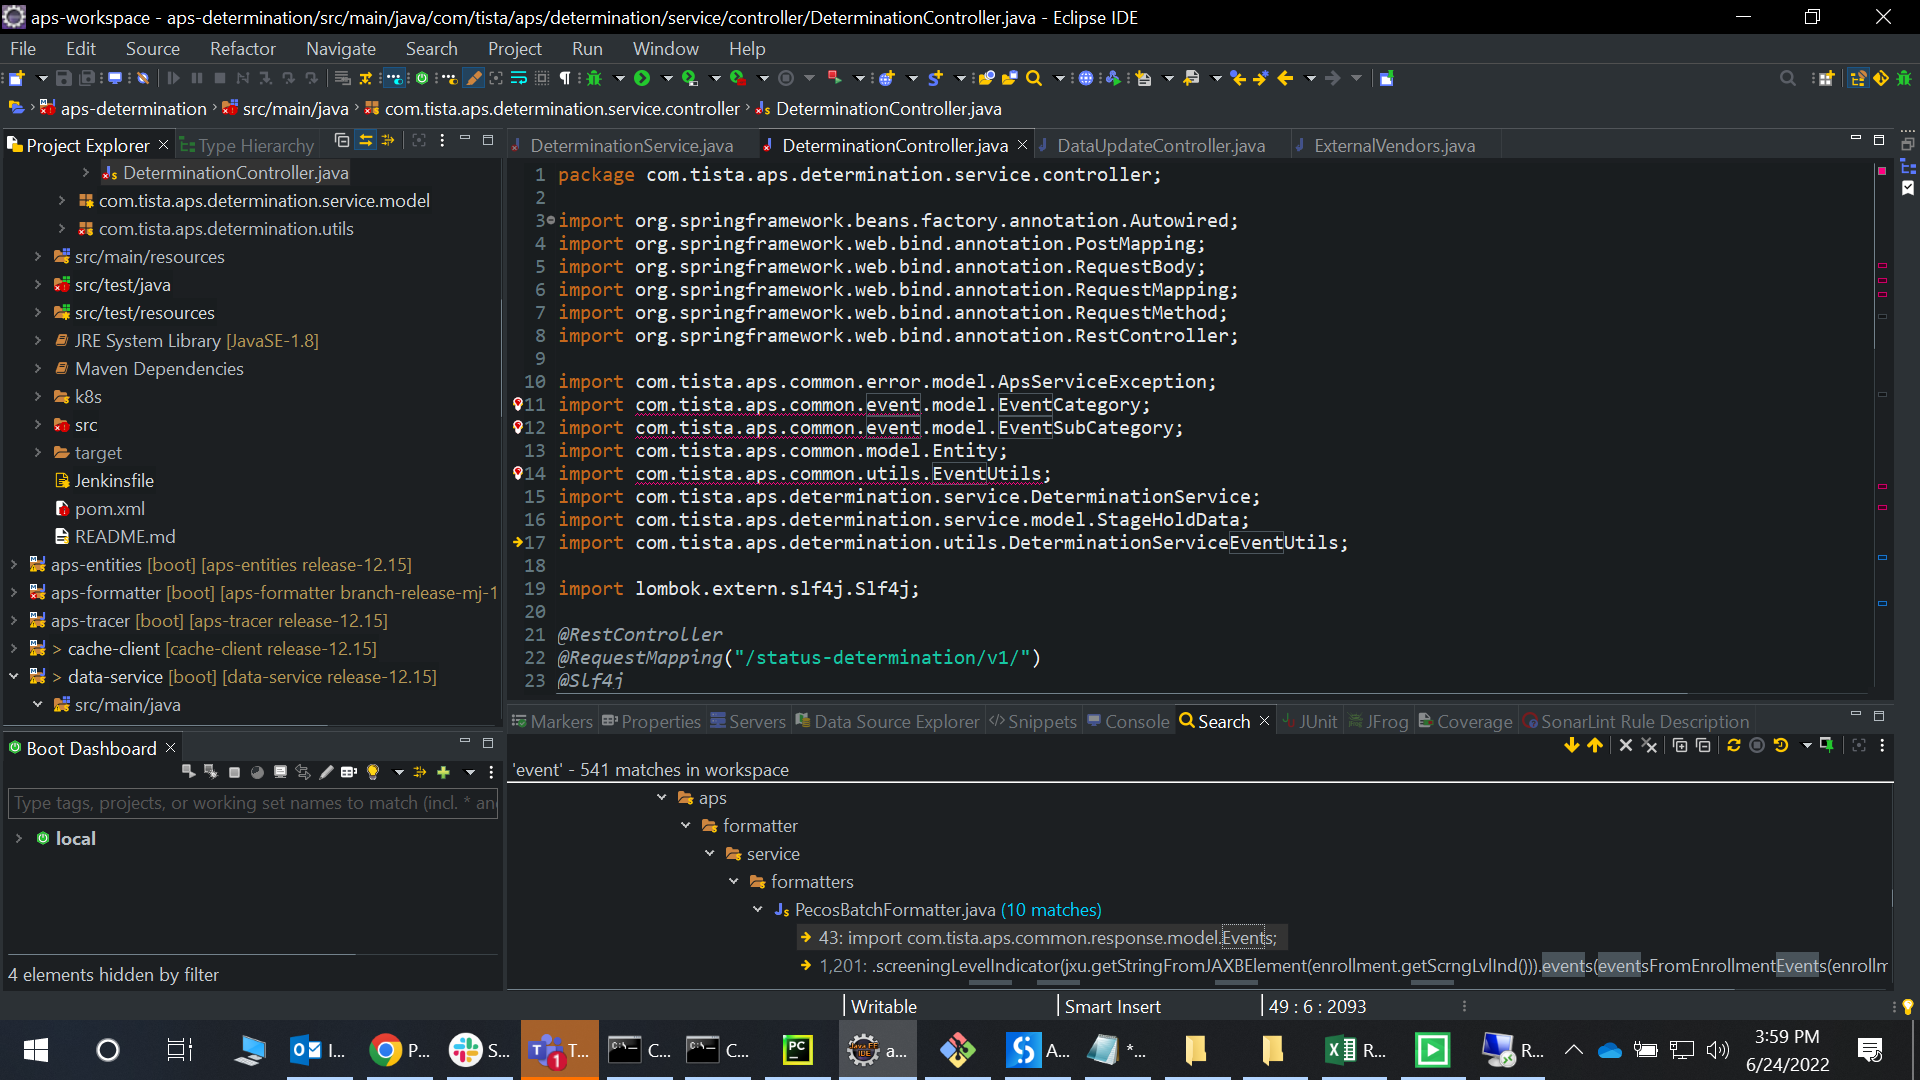 aps-workspace - aps-determination/src/main/java/com/tista/aps/determination/service/controller/DeterminationController.java - Eclipse IDE
File Edit Source Refactor Navigate Search Project Run Window Help
aps-determination src/main/java com.tista.aps.determination.service.controller DeterminationController.java
Project Explorer Type Hierarchy
DeterminationController.java
com.tista.aps.determination.service.model
com.tista.aps.determination.utils
src/main/resources
src/test/java
src/test/resources
JRE System Library [JavaSE-1.8]
Maven Dependencies
k8s
src
target
Jenkinsfile
pom.xml
README.md
aps-entities [boot] [aps-entities release-12.15]
aps-formatter [boot] [aps-formatter branch-release-mj-1
aps-tracer [boot] [aps-tracer release-12.15]
> cache-client [cache-client release-12.15]
> data-service [boot] [data-service release-12.15]
src/main/java
DeterminationService.java DeterminationController.java DataUpdateController.java ExternalVendors.java
1 package com.tista.aps.determination.service.controller;
2
3 import org.springframework.beans.factory.annotation.Autowired;
4 import org.springframework.web.bind.annotation.PostMapping;
5 import org.springframework.web.bind.annotation.RequestBody;
6 import org.springframework.web.bind.annotation.RequestMapping;
7 import org.springframework.web.bind.annotation.RequestMethod;
8 import org.springframework.web.bind.annotation.RestController;
9
10 import com.tista.aps.common.error.model.ApsServiceException;
11 import com.tista.aps.common.event.model.EventCategory;
12 import com.tista.aps.common.event.model.EventSubCategory;
13 import com.tista.aps.common.model.Entity;
14 import com.tista.aps.common.utils.EventUtils;
15 import com.tista.aps.determination.service.DeterminationService;
16 import com.tista.aps.determination.service.model.StageHoldData;
17 import com.tista.aps.determination.utils.DeterminationServiceEventUtils;
18
19 import lombok.extern.slf4j.Slf4j;
20
21 @RestController
22 @RequestMapping("/status-determination/v1/")
23 @Slf4j
Boot Dashboard
Type tags, projects, or working set names to match (incl. * an
local
4 elements hidden by filter
Markers Properties Servers Data Source Explorer Snippets Console Search JUnit JFrog Coverage SonarLint Rule Description
'event' - 541 matches in workspace
aps
formatter
service
formatters
PecosBatchFormatter.java (10 matches)
43: import com.tista.aps.common.response.model.Events;
1,201: .screeningLevelIndicator(jxu.getStringFromJAXBElement(enrollment.getScrngLvlInd())).events(eventsFromEnrollmentEvents(enrollm
Writable Smart Insert 49 : 6 : 2093
I... P... S... T... C... C... PC a... A... *... R... R...
1
3:59 PM
6/24/2022